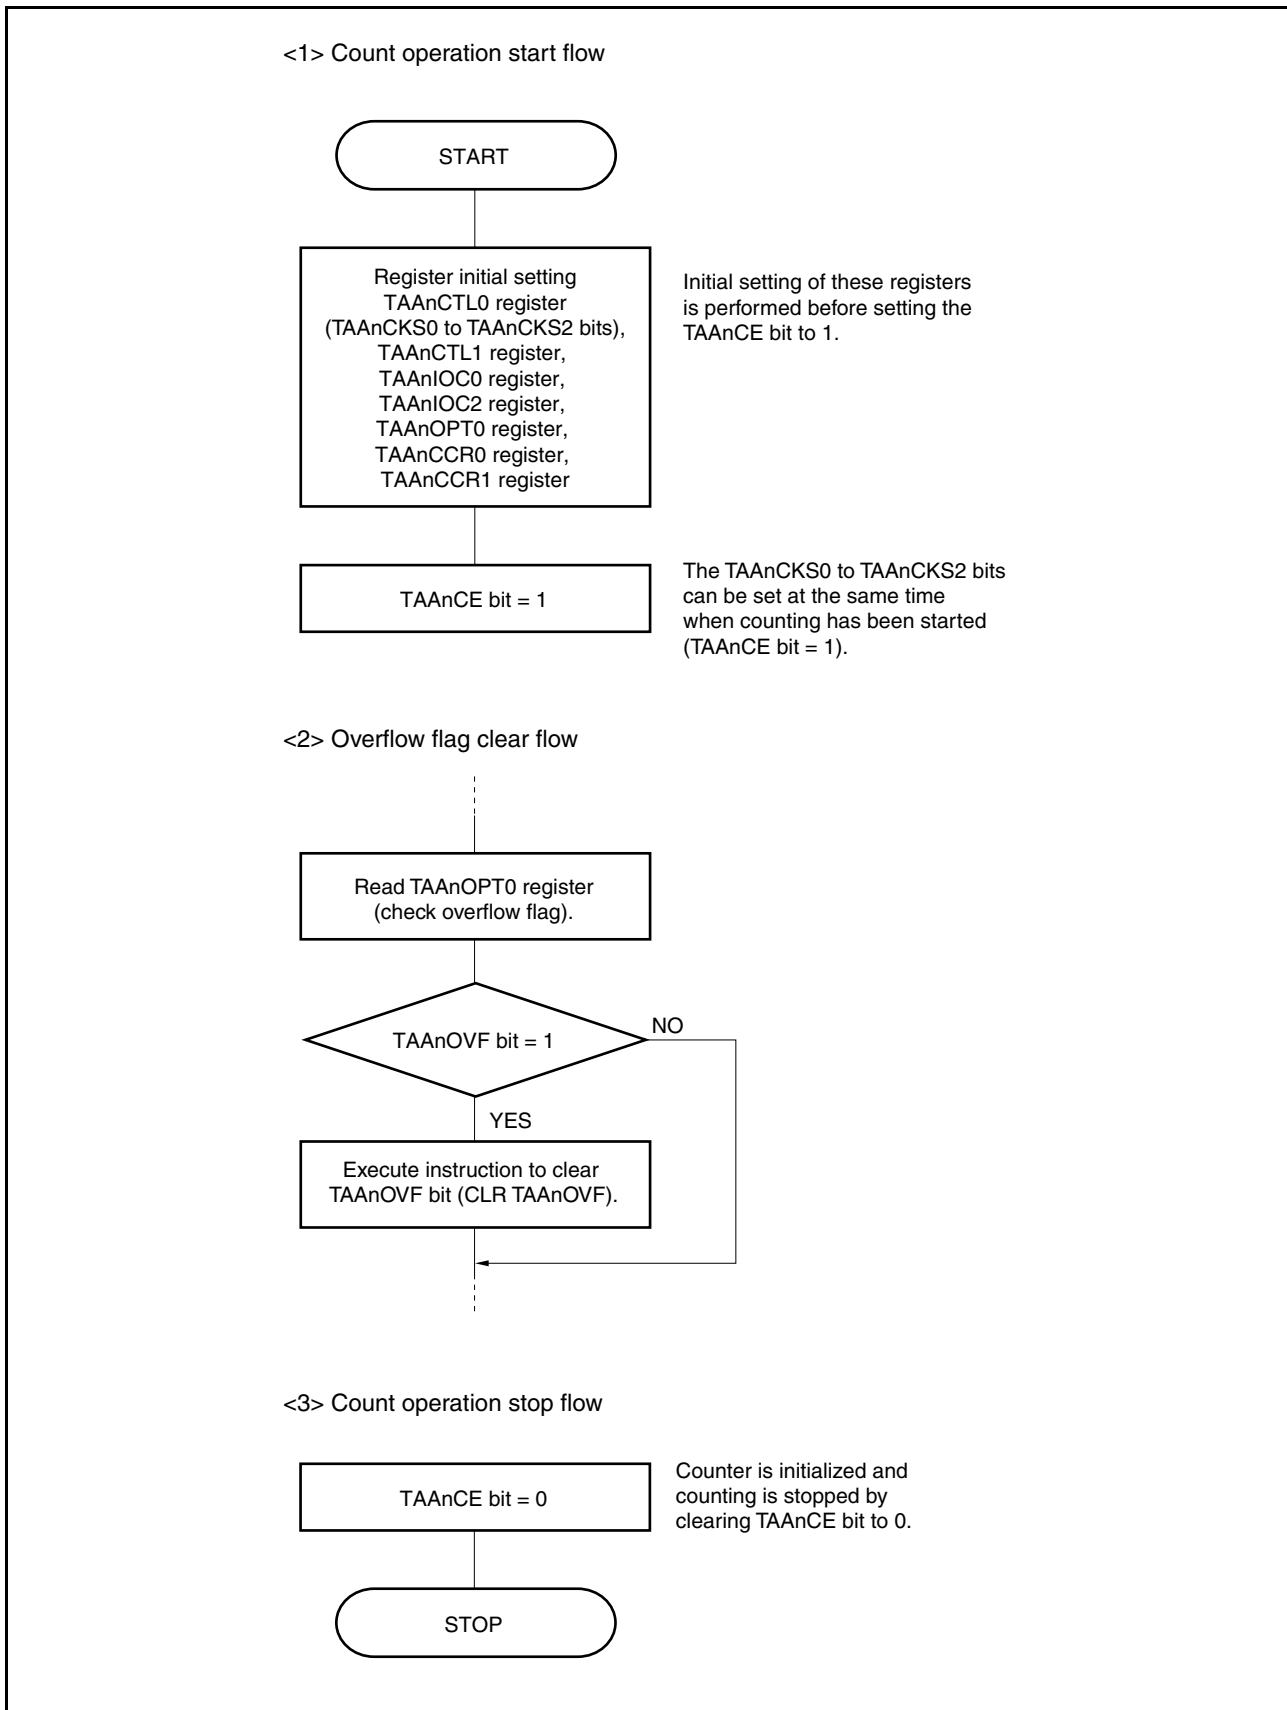 <1> Count operation start flow
START
Register initial setting
TAAnCTL0 register
(TAAnCKS0 to TAAnCKS2 bits),
TAAnCTL1 register,
TAAnIOC0 register,
TAAnIOC2 register,
TAAnOPT0 register,
TAAnCCR0 register,
TAAnCCR1 register
Initial setting of these registers
is performed before setting the
TAAnCE bit to 1.
TAAnCE bit = 1
The TAAnCKS0 to TAAnCKS2 bits
can be set at the same time
when counting has been started
(TAAnCE bit = 1).
<2> Overflow flag clear flow
Read TAAnOPT0 register
(check overflow flag).
TAAnOVF bit = 1
NO
YES
Execute instruction to clear
TAAnOVF bit (CLR TAAnOVF).
<3> Count operation stop flow
TAAnCE bit = 0
Counter is initialized and
counting is stopped by
clearing TAAnCE bit to 0.
STOP